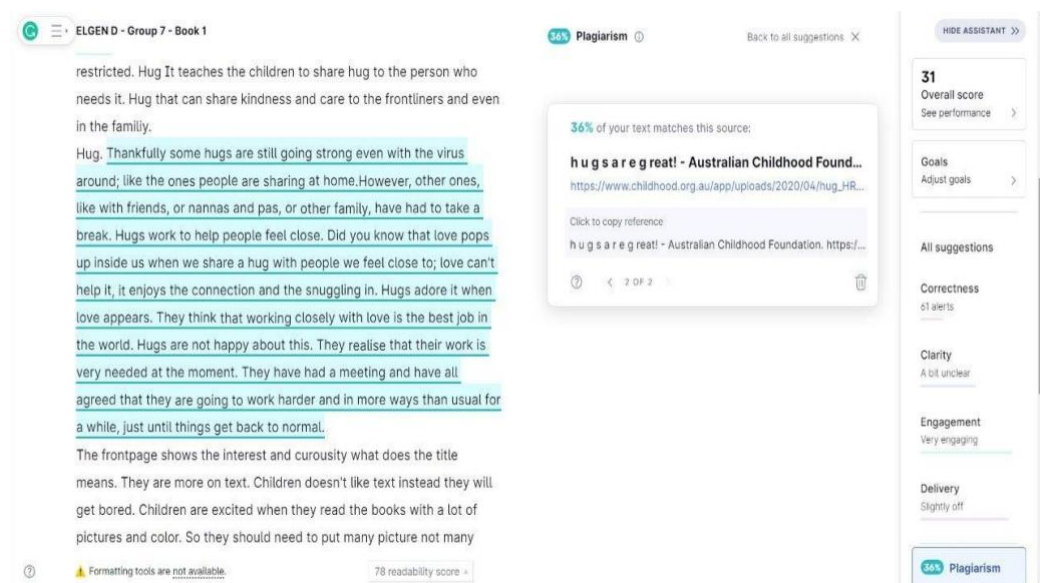 ELGEN D - Group 7 - Book 1
restricted. Hug It teaches the children to share hug to the person who
needs it. Hug that can share kindness and care to the frontliners and even
in the familiy.
Hug. Thankfully some hugs are still going strong even with the virus
around; like the ones people are sharing at home.However, other ones,
like with friends, or nannas and pas, or other family, have had to take a
break. Hugs work to help people feel close. Did you know that love pops
up inside us when we share a hug with people we feel close to; love can't
help it, it enjoys the connection and the snuggling in. Hugs adore it when
love appears. They think that working closely with love is the best job in
the world. Hugs are not happy about this. They realise that their work is
very needed at the moment. They have had a meeting and have all
agreed that they are going to work harder and in more ways than usual for
a while, just until things get back to normal.
The frontpage shows the interest and curousity what does the title
means. They are more on text. Children doesn't like text instead they will
get bored. Children are excited when they read the books with a lot of
pictures and color. So they should need to put many picture not many
Formatting tools are not available.
78 readability score
36% Plagiarism
Back to all suggestions
36% of your text matches this source:
h u g s a r e g reat! - Australian Childhood Found...
https://www.childhood.org.au/app/uploads/2020/04/hug_HR...
Click to copy reference
h u g s a r e g reat! - Australian Childhood Foundation. https:/...
2 OF 2
HIDE ASSISTANT
31
Overall score
See performance
Goals
Adjust goals
All suggestions
Correctness
61 alerts
Clarity
A bit unclear
Engagement
Very engaging
Delivery
Slightly off
36% Plagiarism